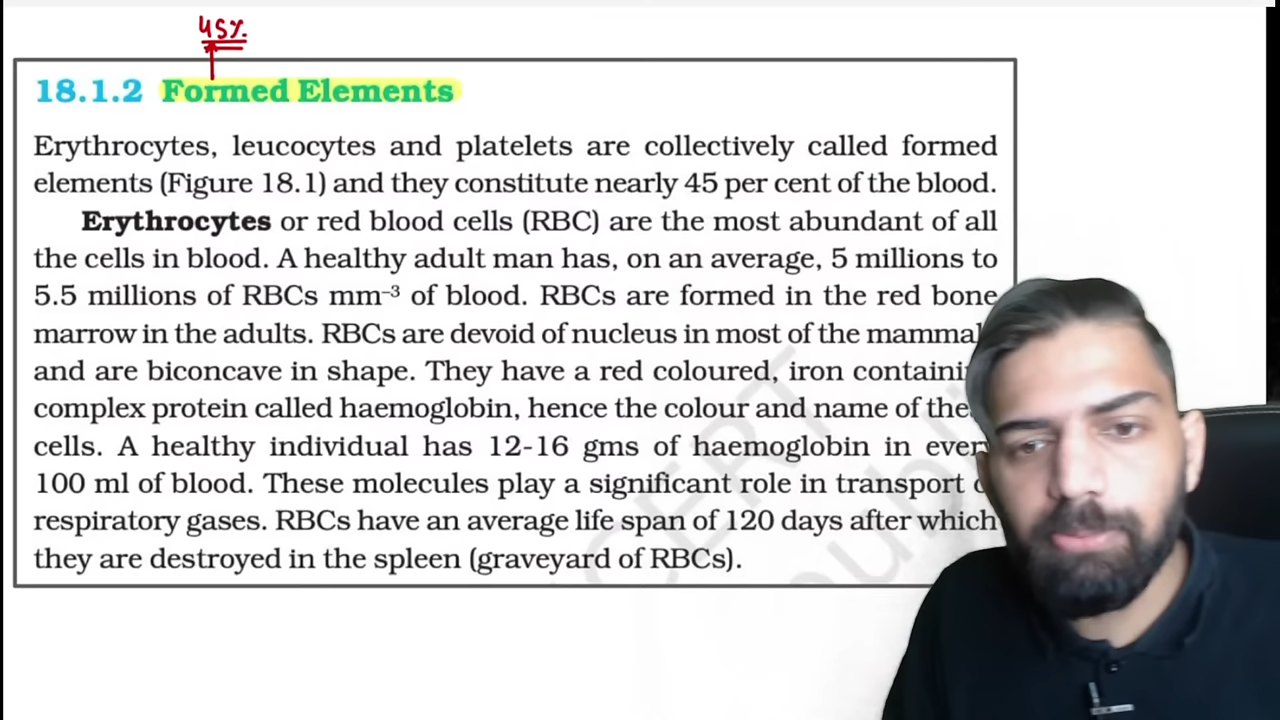 45%
18.1.2 Formed Elements
Erythrocytes, leucocytes and platelets are collectively called formed
elements (Figure 18.1) and they constitute nearly 45 per cent of the blood.
Erythrocytes or red blood cells (RBC) are the most abundant of all
the cells in blood. A healthy adult man has, on an average, 5 millions to
5.5 millions of RBCs mm⁻³ of blood. RBCs are formed in the red bone
marrow in the adults. RBCs are devoid of nucleus in most of the mammal
and are biconcave in shape. They have a red coloured, iron containin
complex protein called haemoglobin, hence the colour and name of the
cells. A healthy individual has 12-16 gms of haemoglobin in ever
100 ml of blood. These molecules play a significant role in transport
respiratory gases. RBCs have an average life span of 120 days after which
they are destroyed in the spleen (graveyard of RBCs).